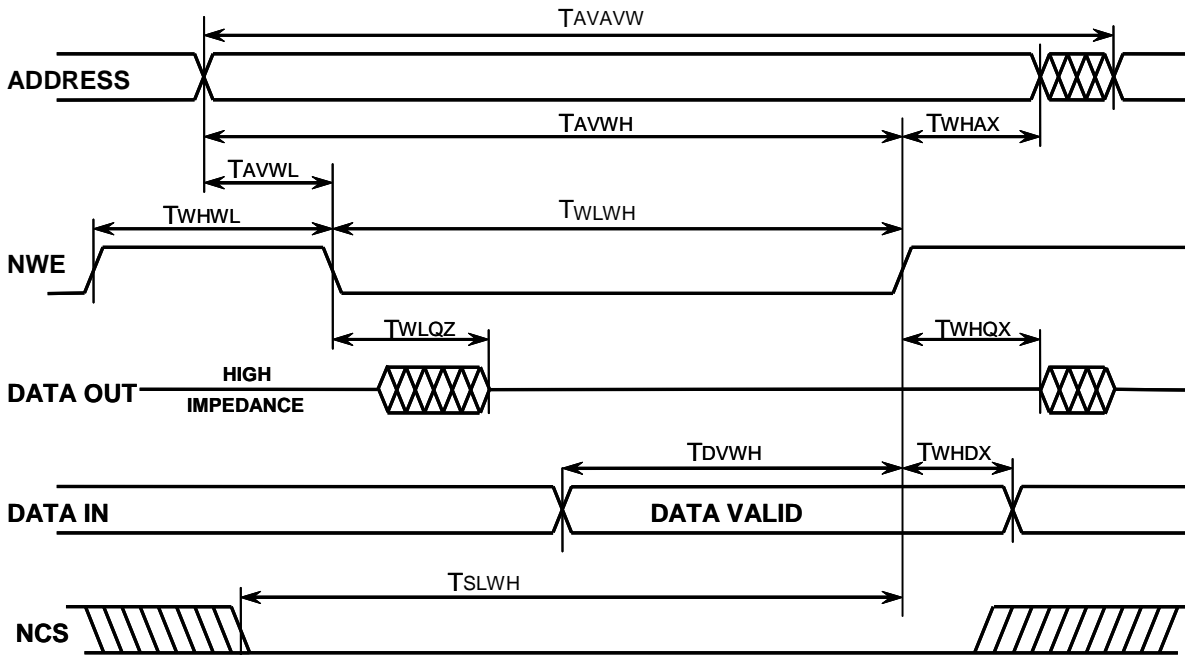 TAVAVW
ADDRESS
TAVWH
TWHAX
TAVWL
TWHWL
TWLWH
NWE
TWLQZ
TWHQX
DATA OUT
HIGH
IMPEDANCE
TDVWH
TWHDX
DATA IN
DATA VALID
TSLWH
NCS